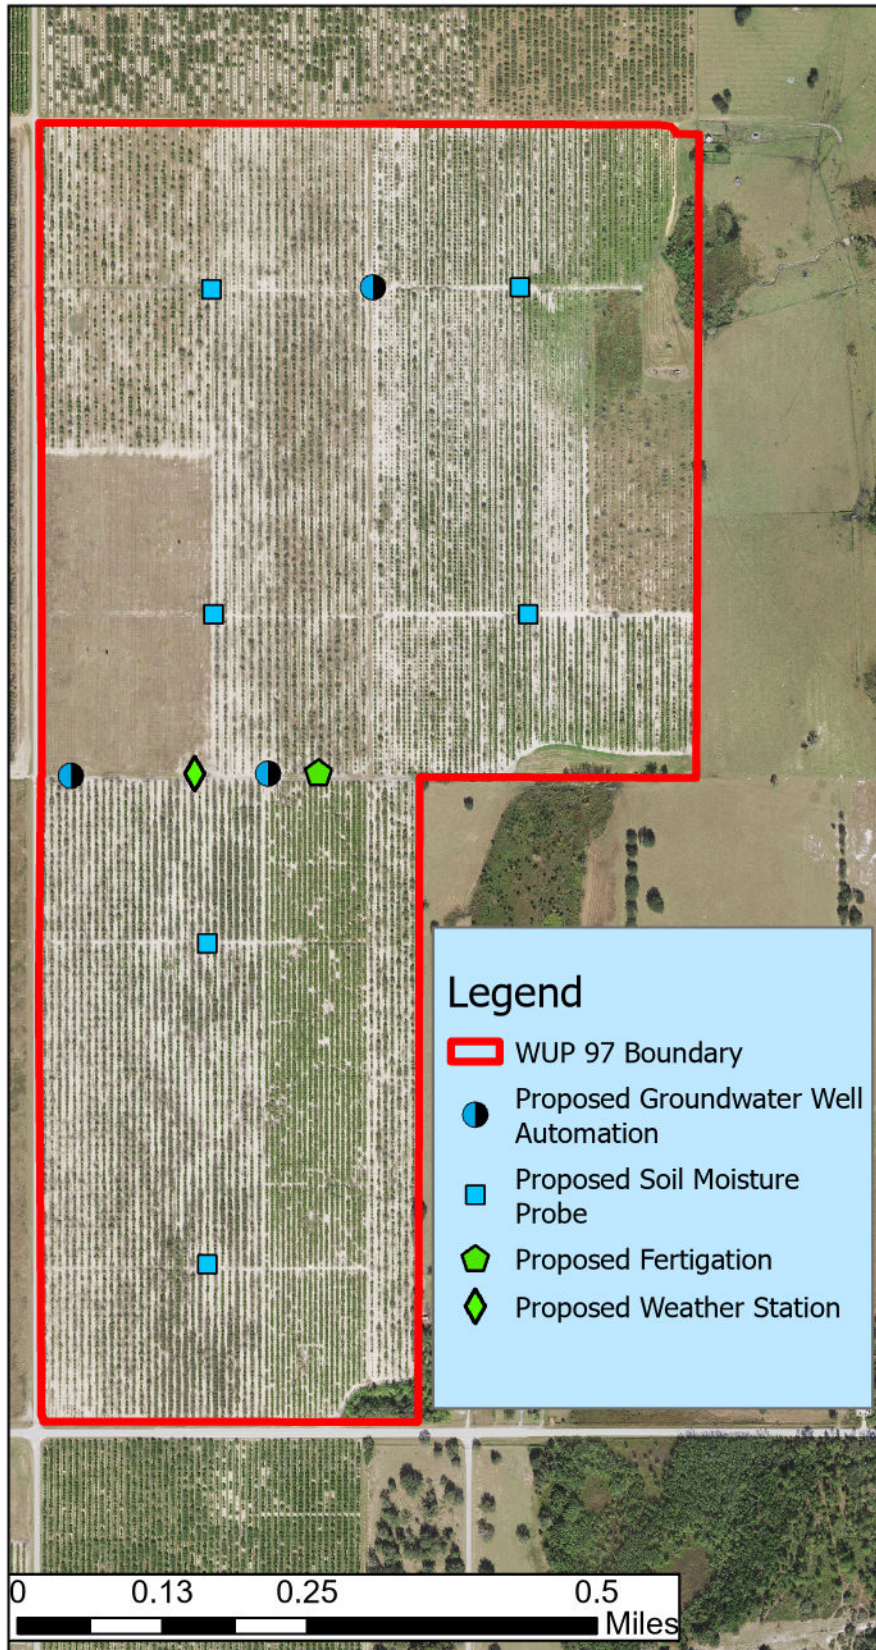 Legend
WUP 97 Boundary
Proposed Groundwater Well
Automation
Proposed Soil Moisture
Probe
Proposed Fertigation
Proposed Weather Station
0 0.13 0.25 0.5
Miles